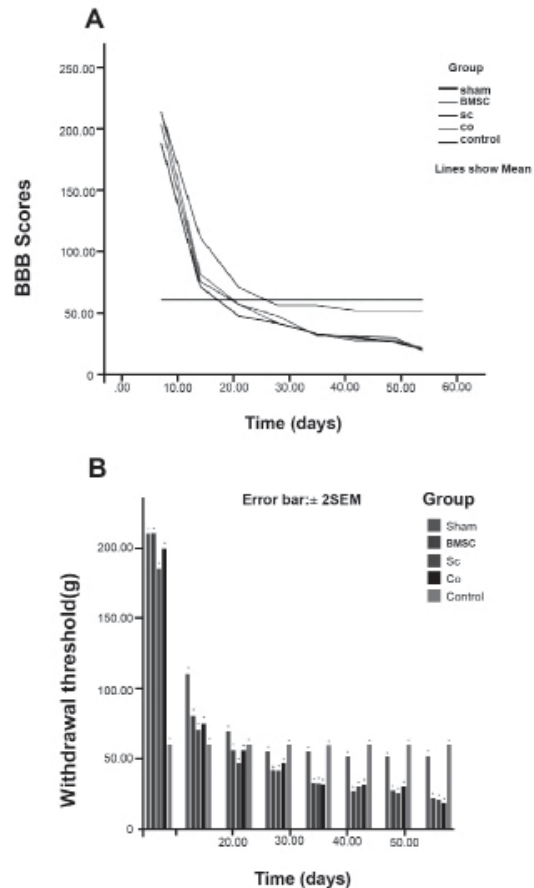 A
BBB Scores
250.00
200.00
150.00
100.00
50.00
0
.00 10.00 20.00 30.00 40.00 50.00 60.00
Time (days)
Group
sham
BMSC
sc
co
control
Lines show Mean
B
Error bar:± 2SEM
Withdrawal threshold(g)
200.00
150.00
100.00
50.00
0
20.00 30.00 40.00 50.00
Time (days)
Group
Sham
BMSC
Sc
Co
Control